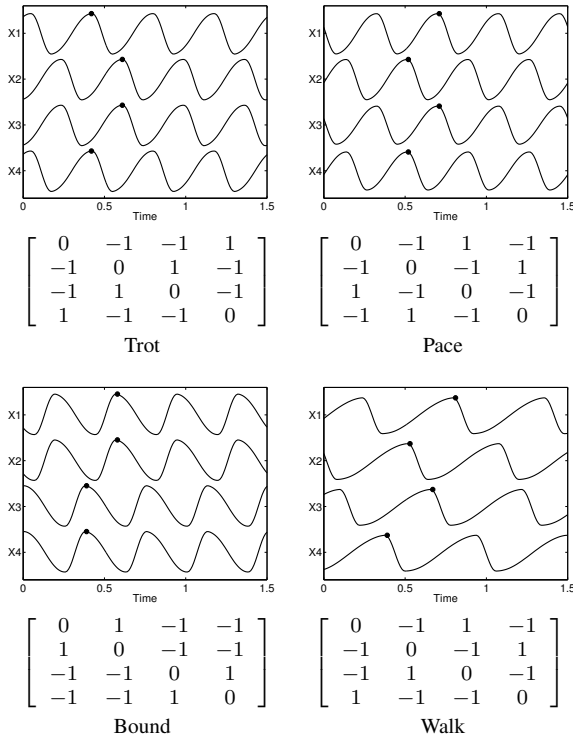 X1
X2
X3
X4
0 0.5 1 1.5
Time
X1
X2
X3
X4
0 0.5 1 1.5
Time
0 −1 −1 1
−1 0 1 −1
−1 1 0 −1
1 −1 −1 0
Trot
0 −1 1 −1
−1 0 −1 1
1 −1 0 −1
−1 1 −1 0
Pace
X1
X2
X3
X4
0 0.5 1 1.5
Time
X1
X2
X3
X4
0 0.5 1 1.5
Time
0 1 −1 −1
1 0 −1 −1
−1 −1 0 1
−1 −1 1 0
Bound
0 −1 1 −1
−1 0 −1 1
−1 1 0 −1
1 −1 −1 0
Walk